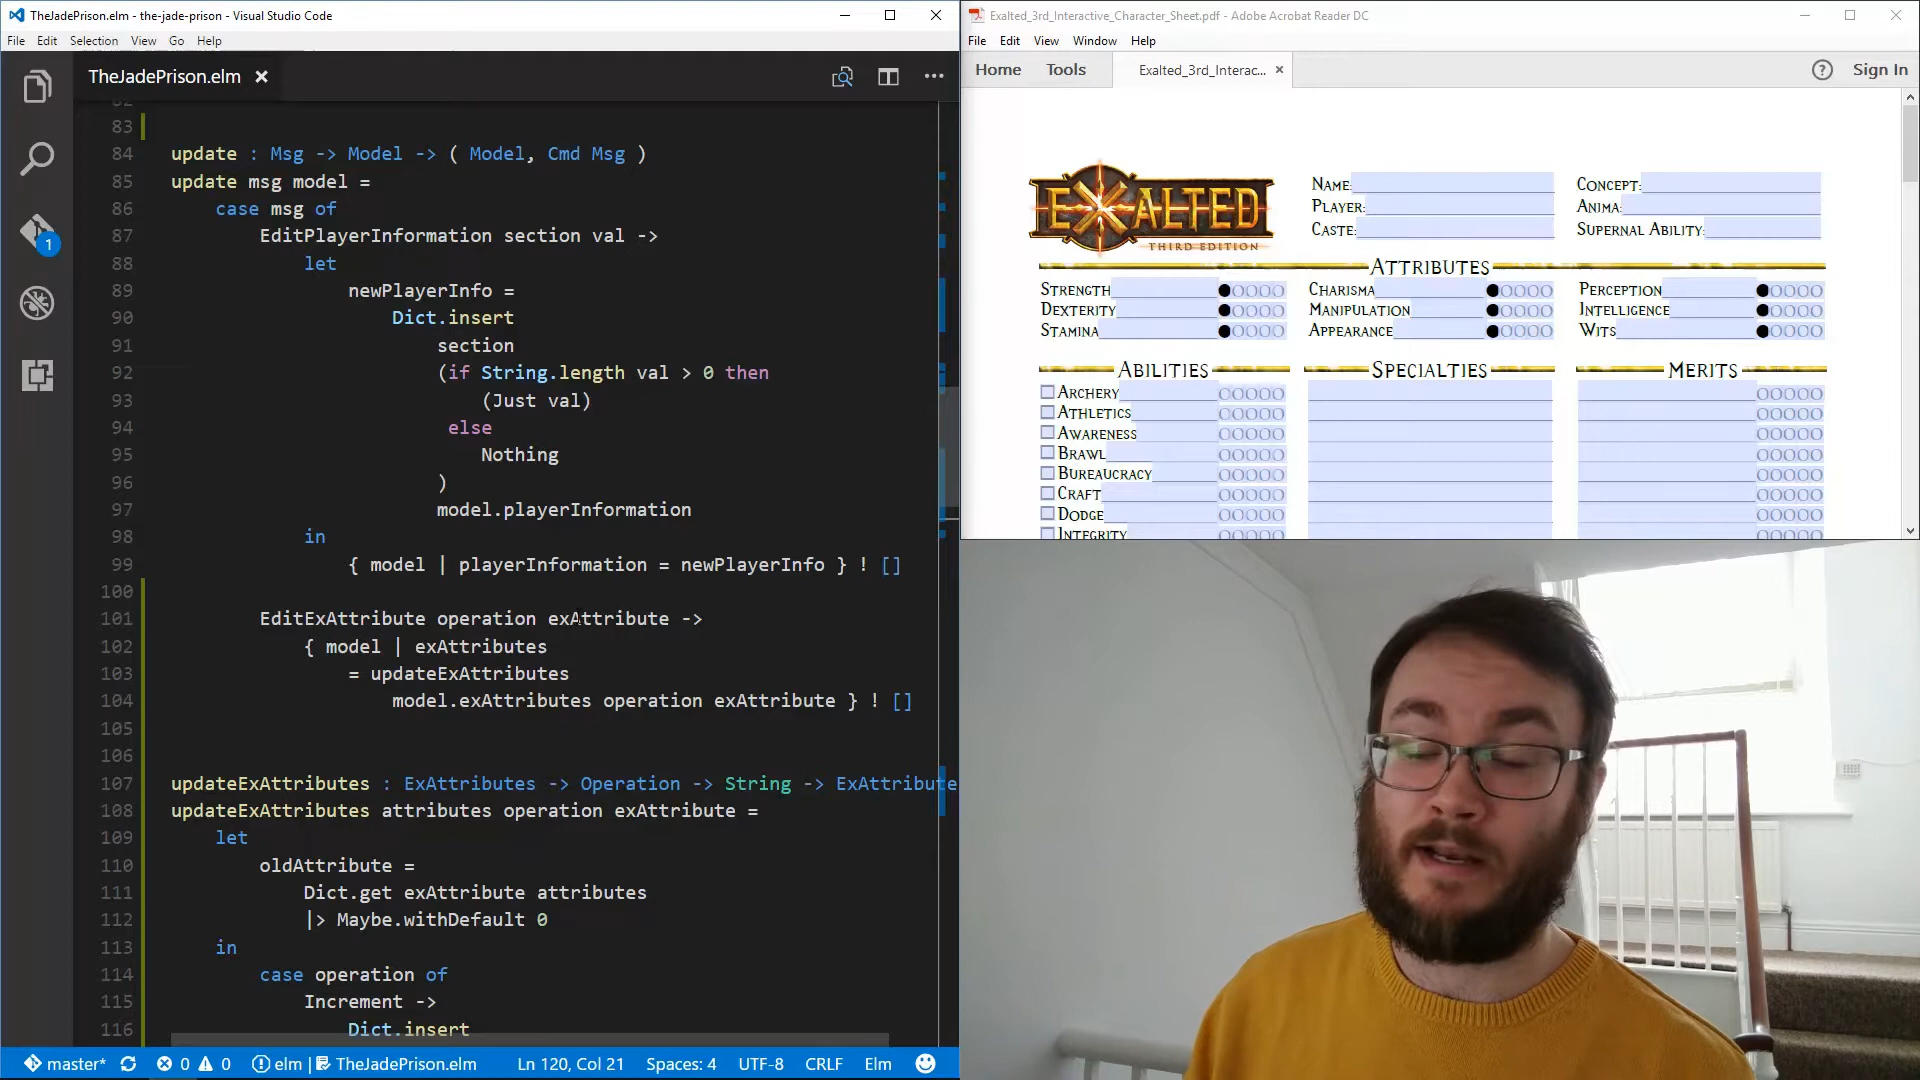 TheJadePrison.elm - the-jade-prison - Visual Studio Code
File Edit Selection View Go Help
TheJadePrison.elm
83
84 update : Msg -> Model -> ( Model, Cmd Msg )
85 update msg model =
86 case msg of
87 EditPlayerInformation section val ->
88 let
89 newPlayerInfo =
90 Dict.insert
91 section
92 (if String.length val > 0 then
93 (Just val)
94 else
95 Nothing
96 )
97 model.playerInformation
98 in
99 { model | playerInformation = newPlayerInfo } ! []
100
101 EditExAttribute operation exAttribute ->
102 { model | exAttributes
103 = updateExAttributes
104 model.exAttributes operation exAttribute } ! []
105
106
107 updateExAttributes : ExAttributes -> Operation -> String -> ExAttribute
108 updateExAttributes attributes operation exAttribute =
109 let
110 oldAttribute =
111 Dict.get exAttribute attributes
112 |> Maybe.withDefault 0
113 in
114 case operation of
115 Increment ->
116 Dict.insert
1
master* 0 0 elm | TheJadePrison.elm Ln 120, Col 21 Spaces: 4 UTF-8 CRLF Elm
Exalted_3rd_Interactive_Character_Sheet.pdf - Adobe Acrobat Reader DC
File Edit View Window Help
Home Tools Exalted_3rd_Interac... × ? Sign In
EXALTED
THIRD EDITION
NAME: CONCEPT:
PLAYER: ANIMA:
CASTE: SUPERNAL ABILITY:
ATTRIBUTES
STRENGTH CHARISMA PERCEPTION
DEXTERITY MANIPULATION INTELLIGENCE
STAMINA APPEARANCE WITS
ABILITIES SPECIALTIES MERITS
ARCHERY
ATHLETICS
AWARENESS
BRAWL
BUREAUCRACY
CRAFT
DODGE
INTEGRITY